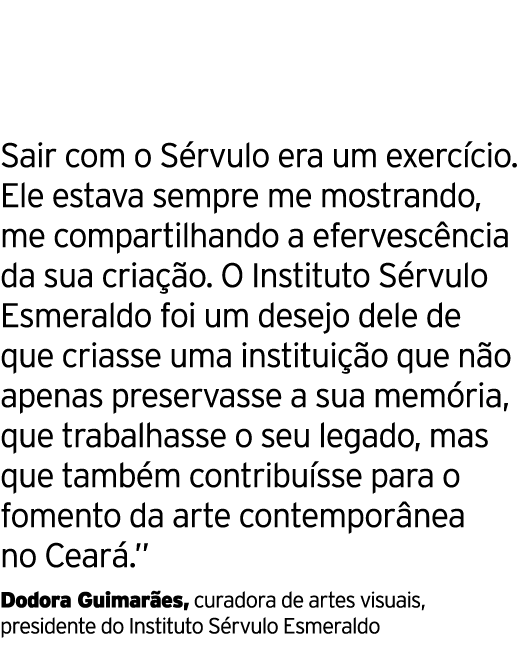 Sair com o Sérvulo era um exercício.
Ele estava sempre me mostrando,
me compartilhando a efervescência
da sua criação. O Instituto Sérvulo
Esmeraldo foi um desejo dele de
que criasse uma instituição que não
apenas preservasse a sua memória,
que trabalhasse o seu legado, mas
que também contribuísse para o
fomento da arte contemporânea
no Ceará.”
Dodora Guimarães, curadora de artes visuais,
presidente do Instituto Sérvulo Esmeraldo